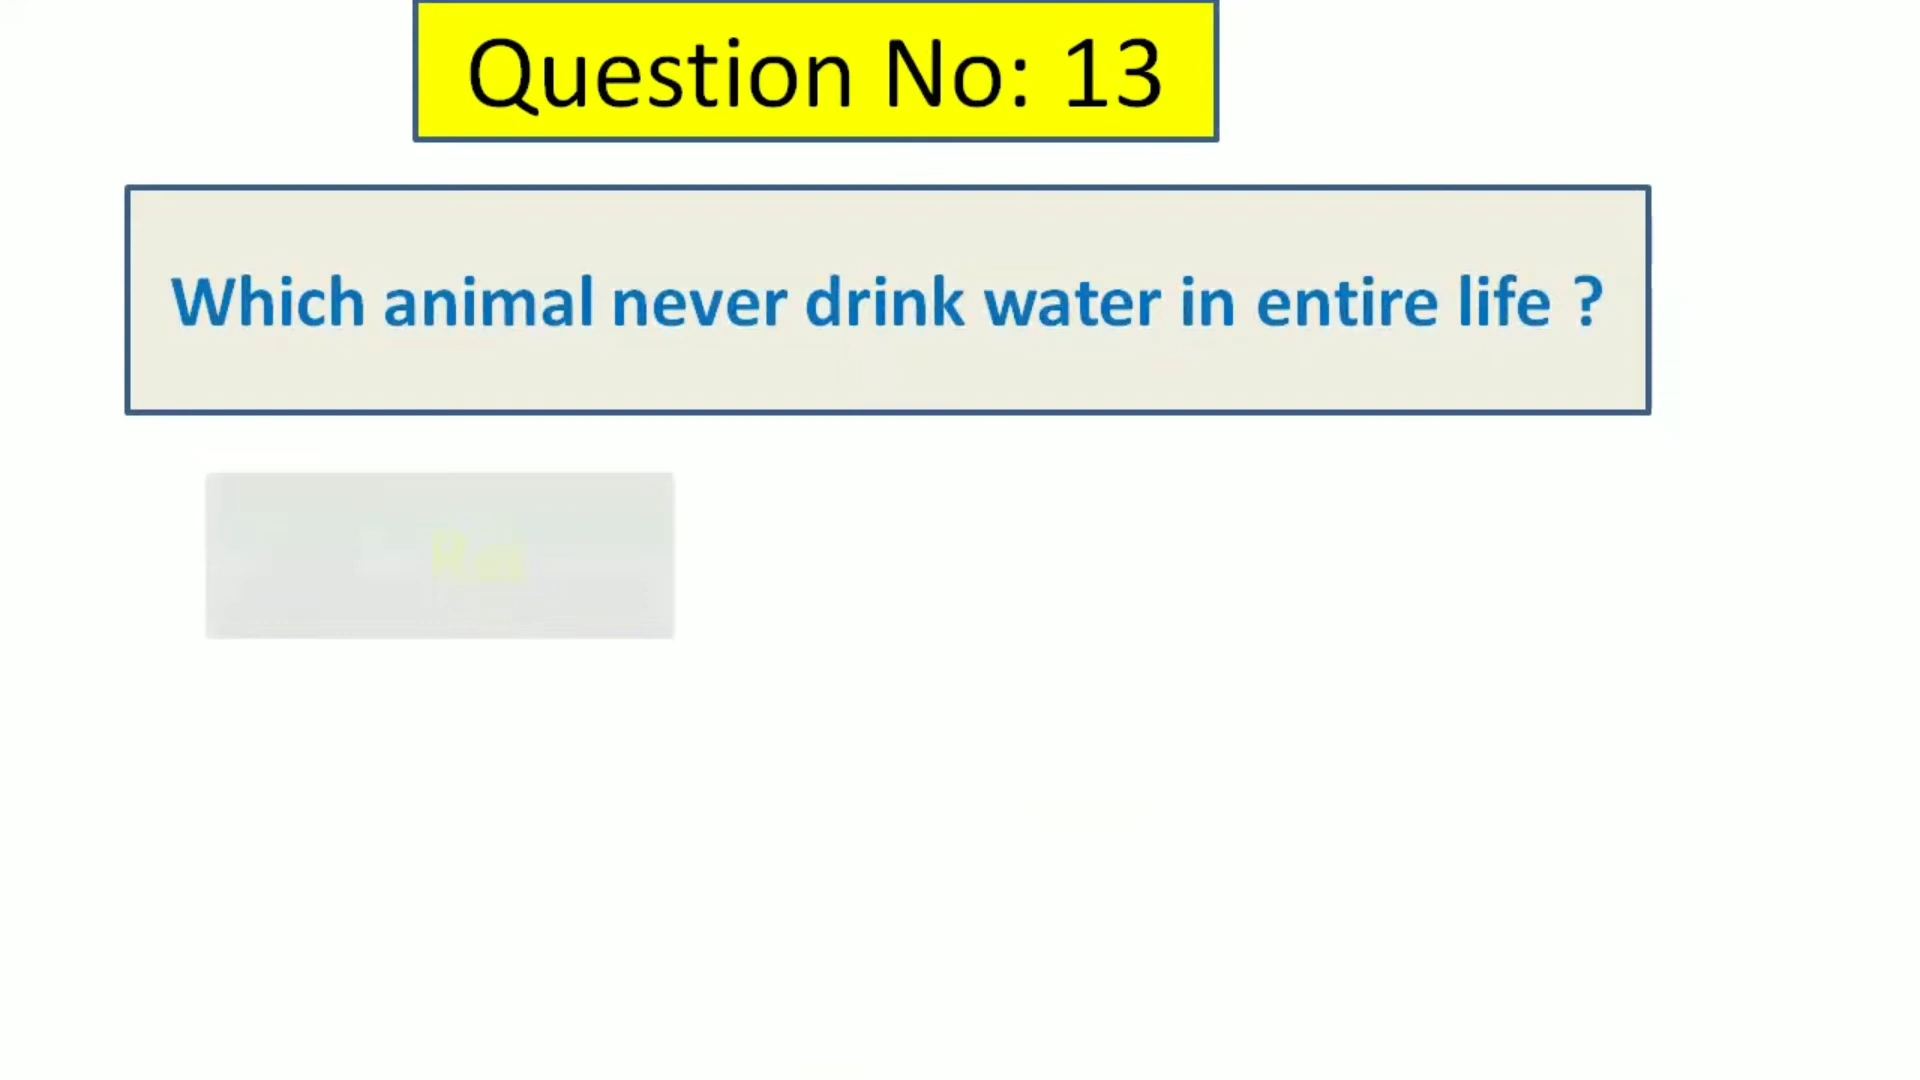 Question No: 13
Which animal never drink water in entire life ?